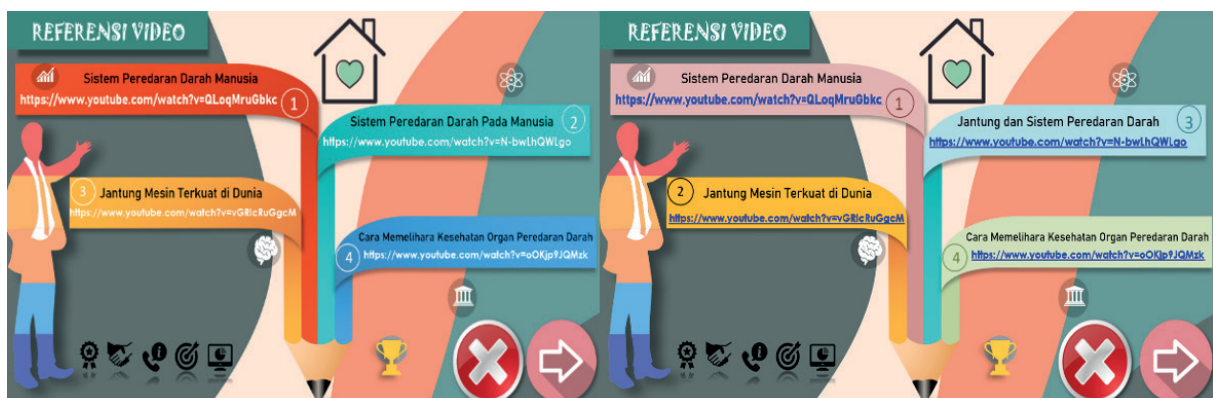 REFERENSI VIDEO
Sistem Peredaran Darah Manusia
https://www.youtube.com/watch?v=QLoqMruGbkc
1
Sistem Peredaran Darah Pada Manusia
2
https://www.youtube.com/watch?v=N-bwLhQWLgo
3
Jantung Mesin Terkuat di Dunia
https://www.youtube.com/watch?v=vGRlcRuGgcM
Cara Memelihara Kesehatan Organ Peredaran Darah
4
https://www.youtube.com/watch?v=oOKjp9JQMzk
REFERENSI VIDEO
Sistem Peredaran Darah Manusia
https://www.youtube.com/watch?v=QLoqMruGbkc
1
Jantung dan Sistem Peredaran Darah
3
https://www.youtube.com/watch?v=N-bwLhQWLgo
2
Jantung Mesin Terkuat di Dunia
https://www.youtube.com/watch?v=vGRlcRuGgcM
Cara Memelihara Kesehatan Organ Peredaran Darah
4
https://www.youtube.com/watch?v=oOKjp9JQMzk